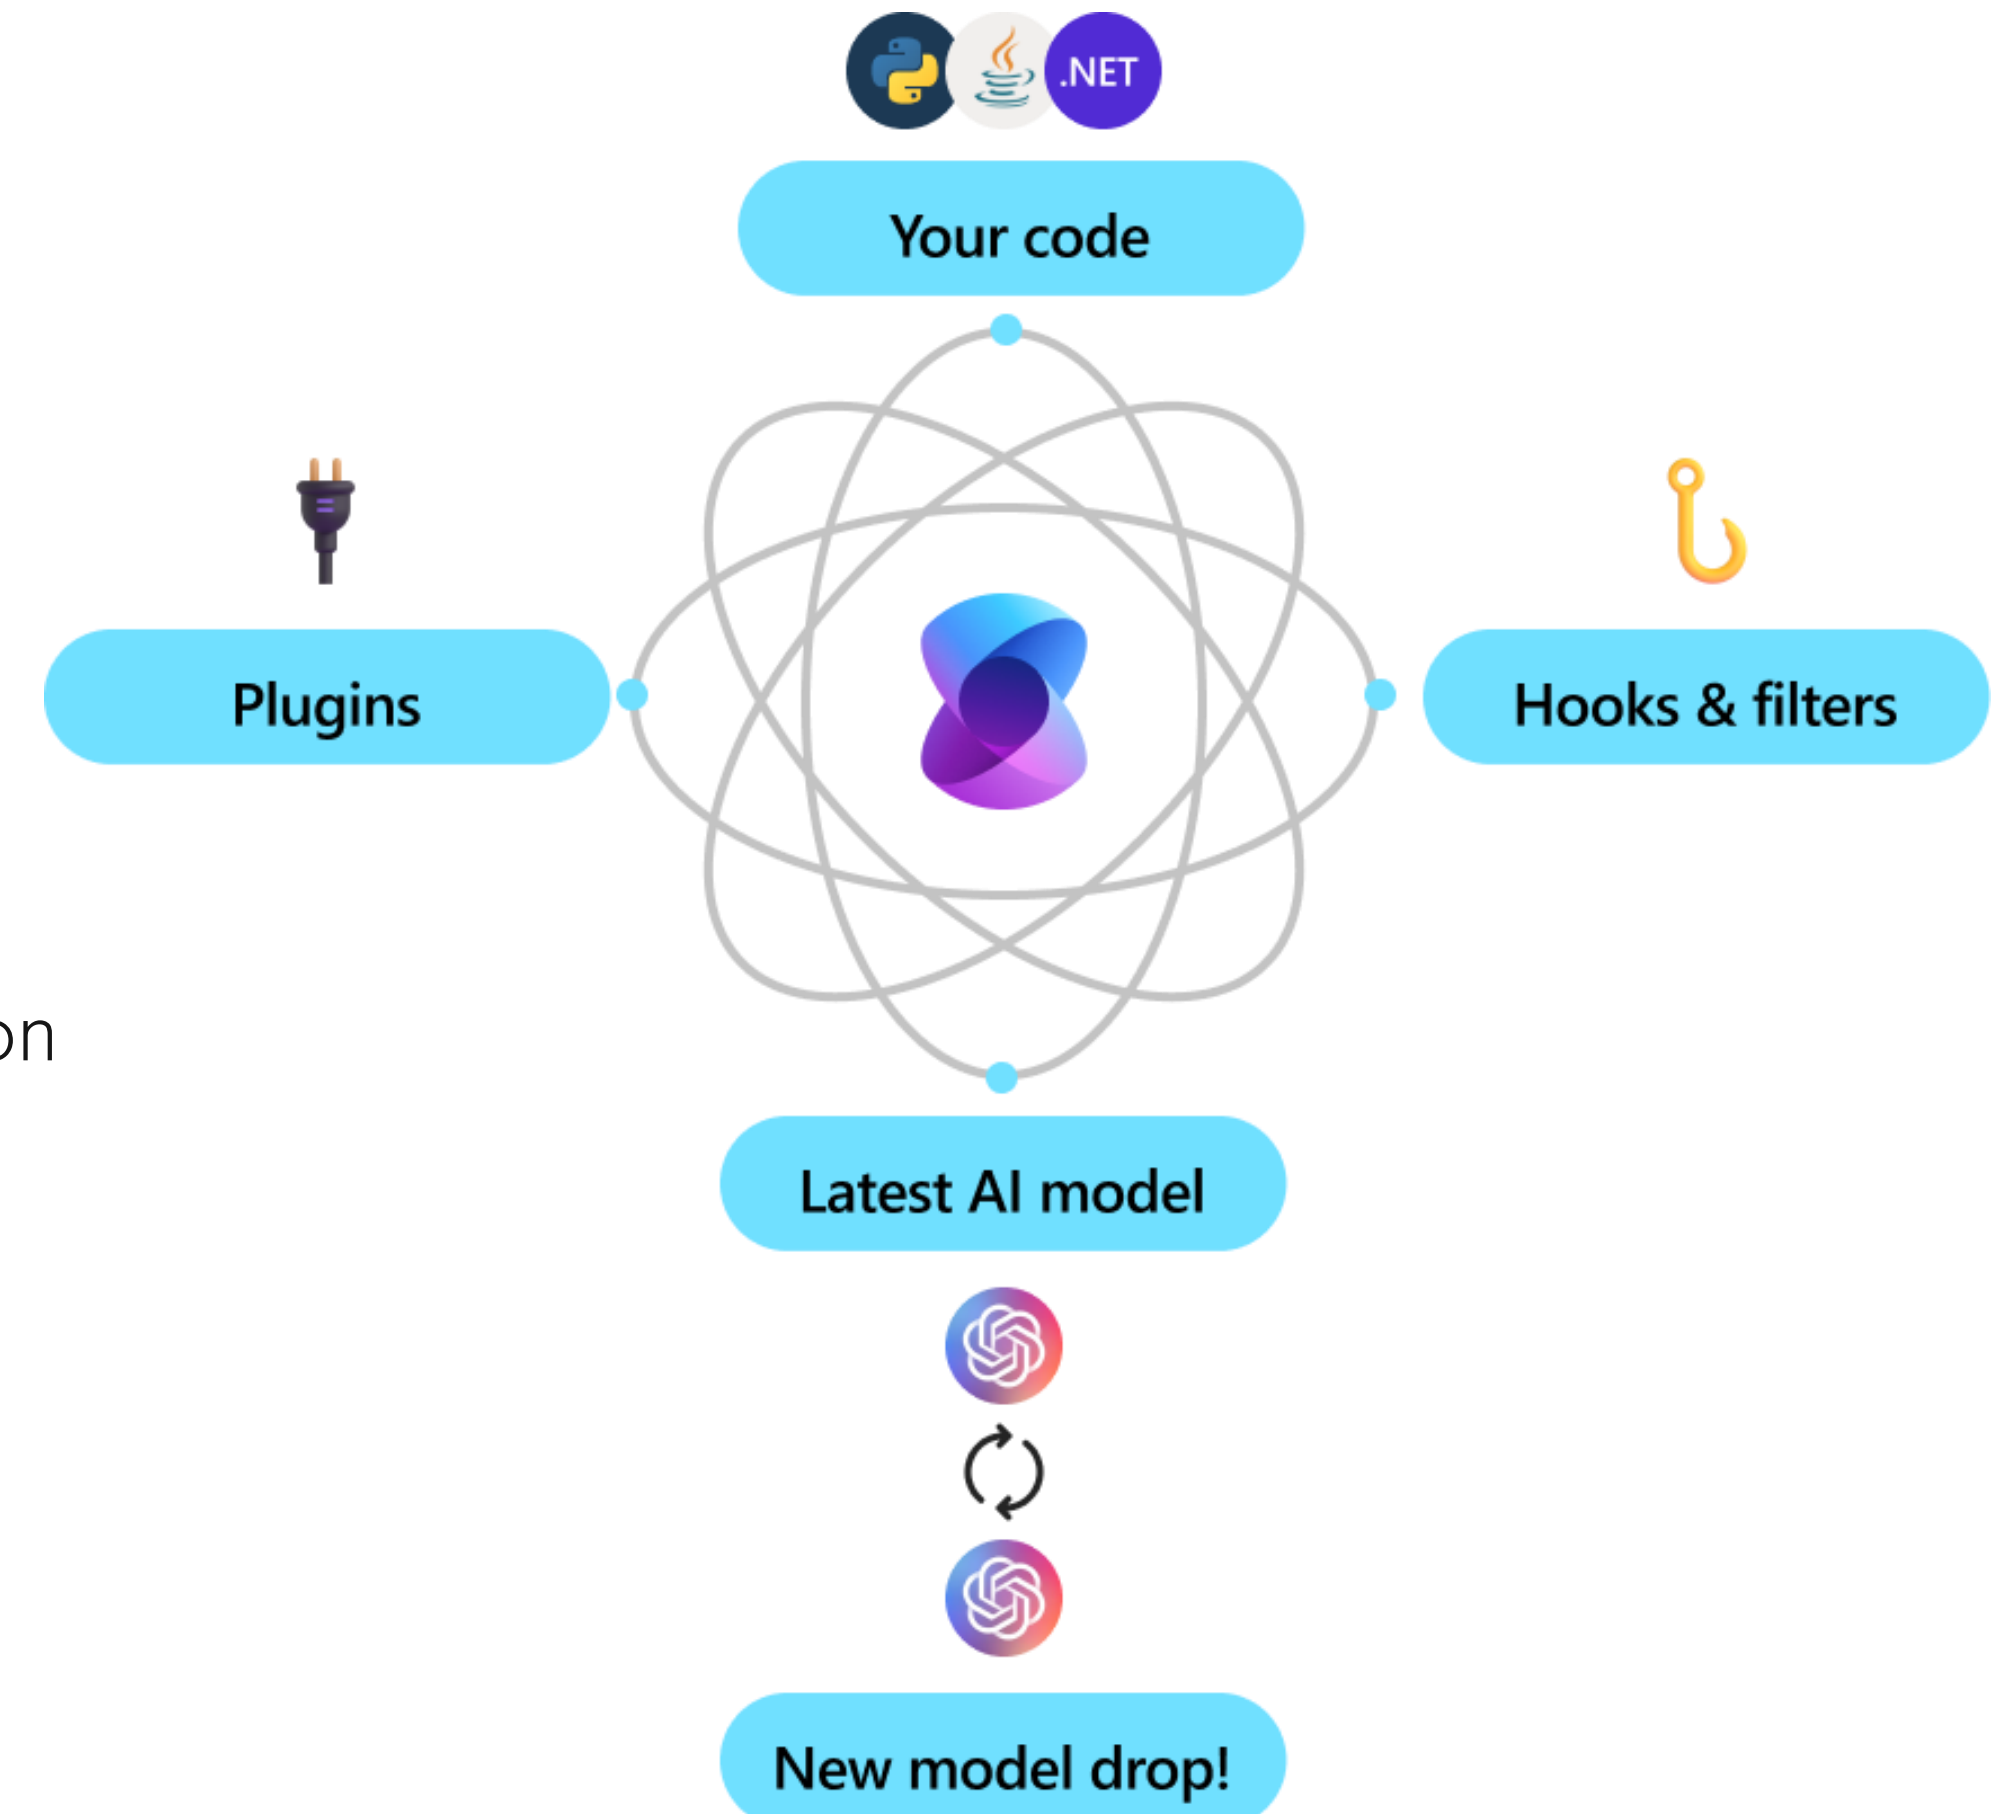 .NET
Your code
Plugins
Hooks & filters
on
Latest AI model
New model drop!